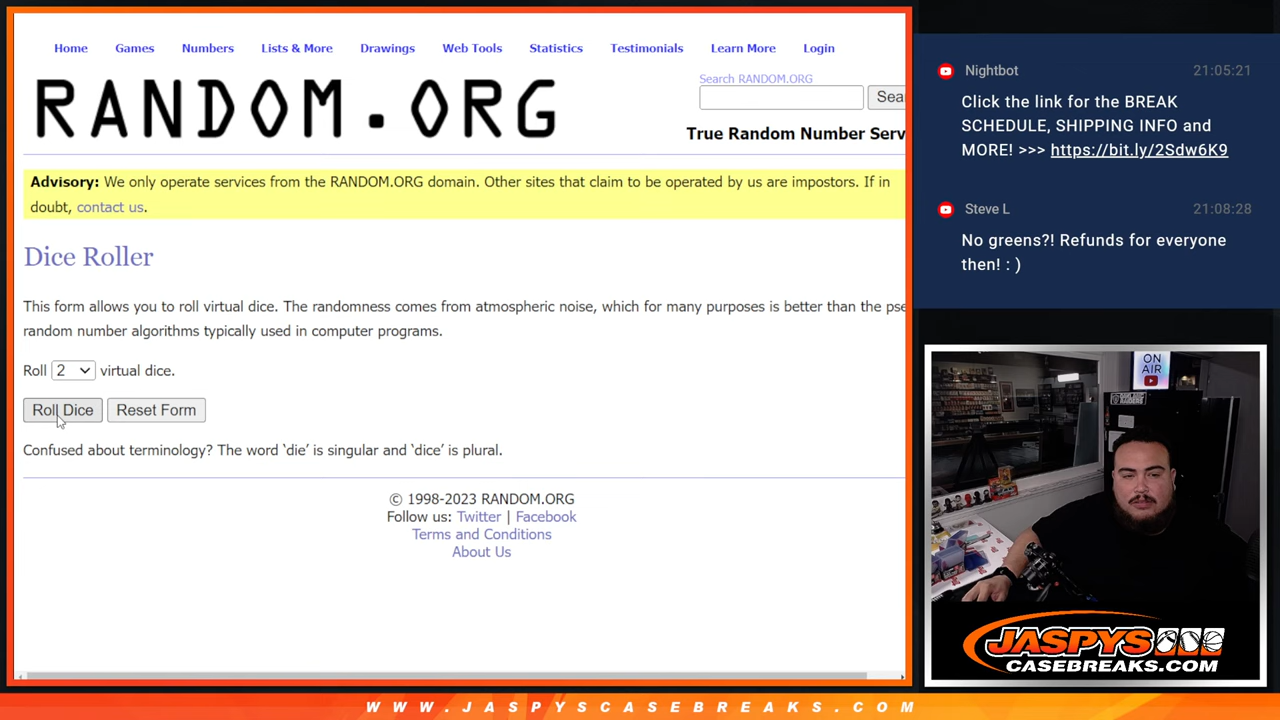 Home Games Numbers Lists & More Drawings Web Tools Statistics Testimonials Learn More Login
RANDOM.ORG
Search RANDOM.ORG
Sea
True Random Number Serv
Advisory: We only operate services from the RANDOM.ORG domain. Other sites that claim to be operated by us are impostors. If in
doubt, contact us.
Dice Roller
This form allows you to roll virtual dice. The randomness comes from atmospheric noise, which for many purposes is better than the pse
random number algorithms typically used in computer programs.
Roll 2 virtual dice.
Roll Dice Reset Form
Confused about terminology? The word ‘die’ is singular and ‘dice’ is plural.
© 1998-2023 RANDOM.ORG
Follow us: Twitter | Facebook
Terms and Conditions
About Us
Nightbot 21:05:21
Click the link for the BREAK
SCHEDULE, SHIPPING INFO and
MORE! >>> https://bit.ly/2Sdw6K9
Steve L 21:08:28
No greens?! Refunds for everyone
then! : )
ON
AIR
JASPYS
CASEBREAKS.COM
WWW.JASPYSCASEBREAKS.COM